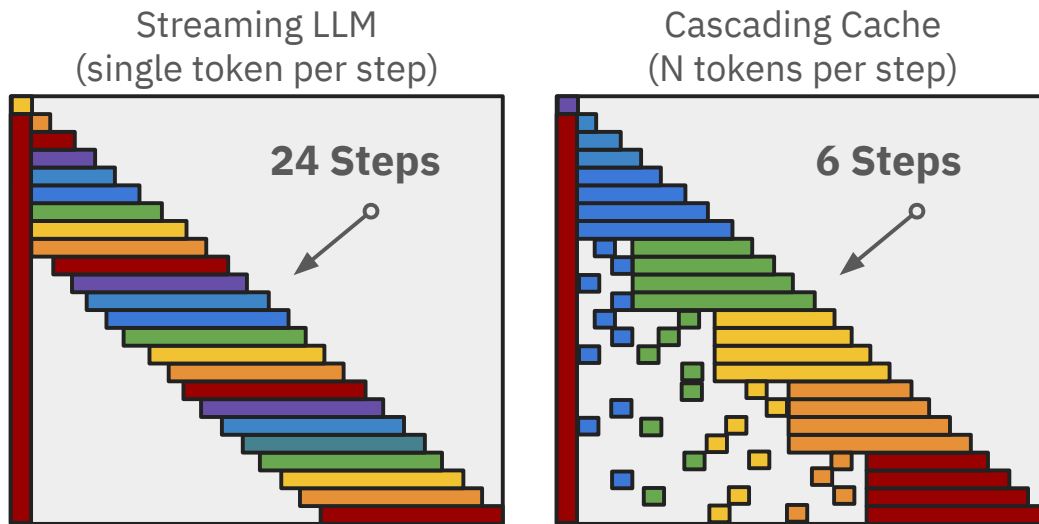 Streaming LLM
(single token per step)
24 Steps
Cascading Cache
(N tokens per step)
6 Steps